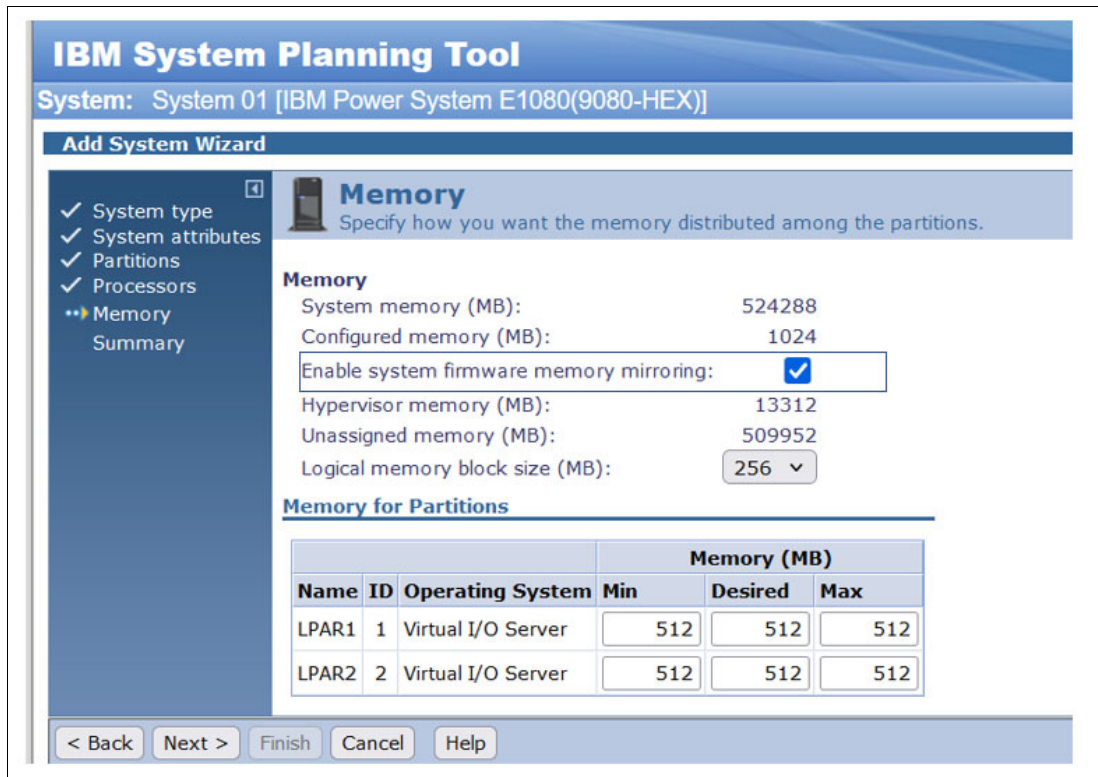 IBM System Planning Tool
System: System 01 [IBM Power System E1080(9080-HEX)]
Add System Wizard
System type
System attributes
Partitions
Processors
Memory
Summary
Memory
Specify how you want the memory distributed among the partitions.
Memory
System memory (MB): 524288
Configured memory (MB): 1024
Enable system firmware memory mirroring:
Hypervisor memory (MB): 13312
Unassigned memory (MB): 509952
Logical memory block size (MB): 256
Memory for Partitions
Memory (MB)
Name ID Operating System Min Desired Max
LPAR1 1 Virtual I/O Server 512 512 512
LPAR2 2 Virtual I/O Server 512 512 512
< Back Next > Finish Cancel Help